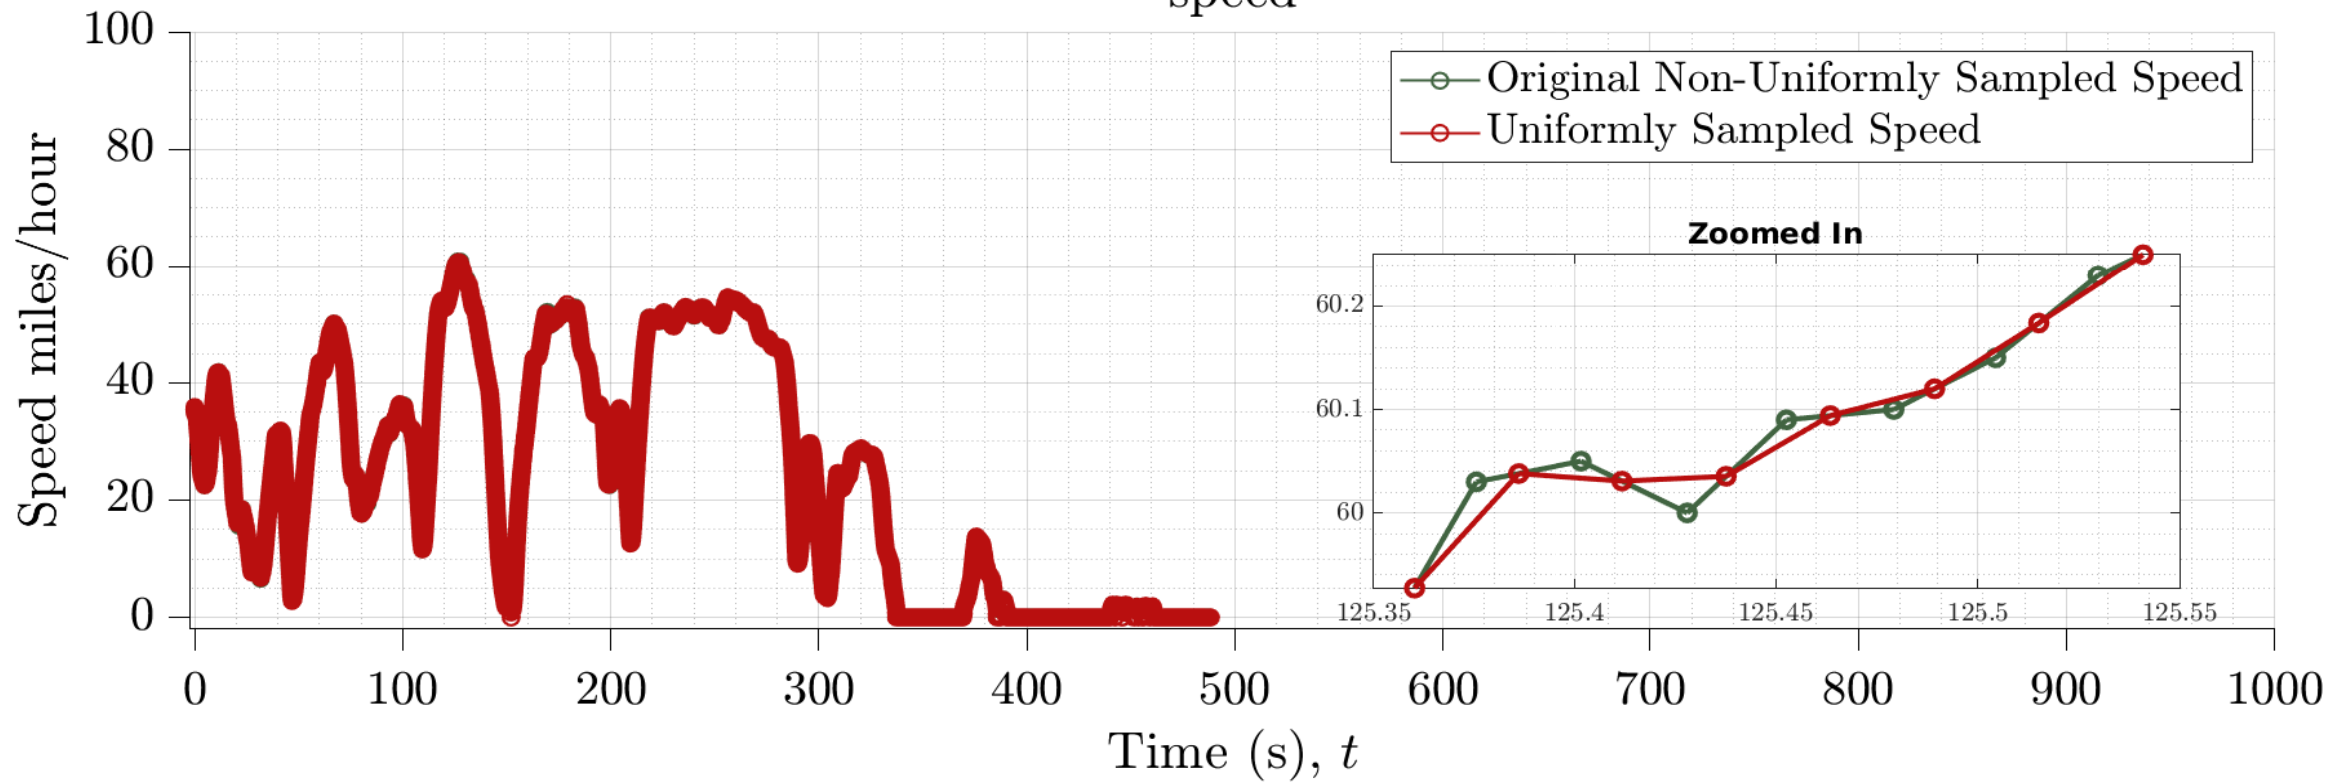 speed
100
80
60
40
20
0
Speed miles/hour
Original Non-Uniformly Sampled Speed
Uniformly Sampled Speed
Zoomed In
60.2
60.1
60
125.35 125.4 125.45 125.5 125.55
0 100 200 300 400 500 600 700 800 900 1000
Time (s), t